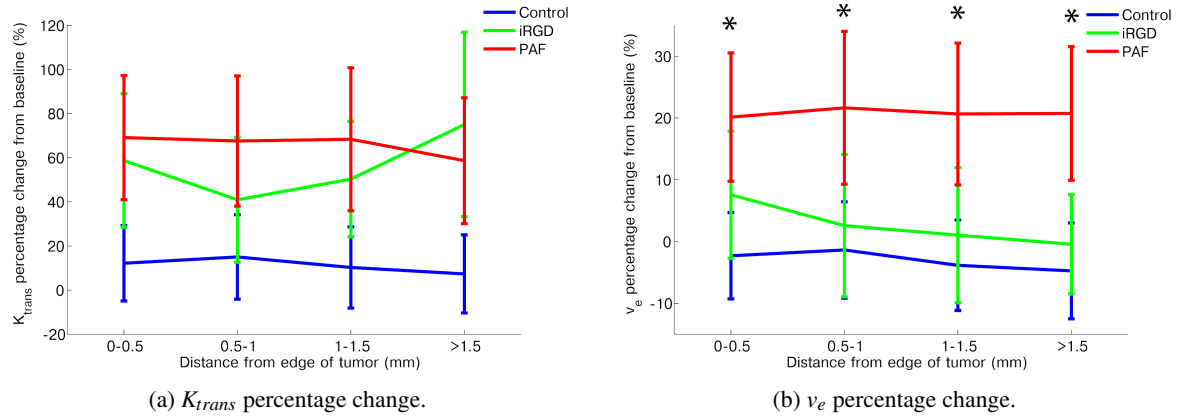 120
100
80
60
40
20
0
-20
K_trans percentage change from baseline (%)
0-0.5
0.5-1
1-1.5
>1.5
Distance from edge of tumor (mm)
Control
iRGD
PAF
(a) K_trans percentage change.
30
20
10
0
-10
v_e percentage change from baseline (%)
* * * *
0-0.5
0.5-1
1-1.5
>1.5
Distance from edge of tumor (mm)
Control
iRGD
PAF
(b) v_e percentage change.